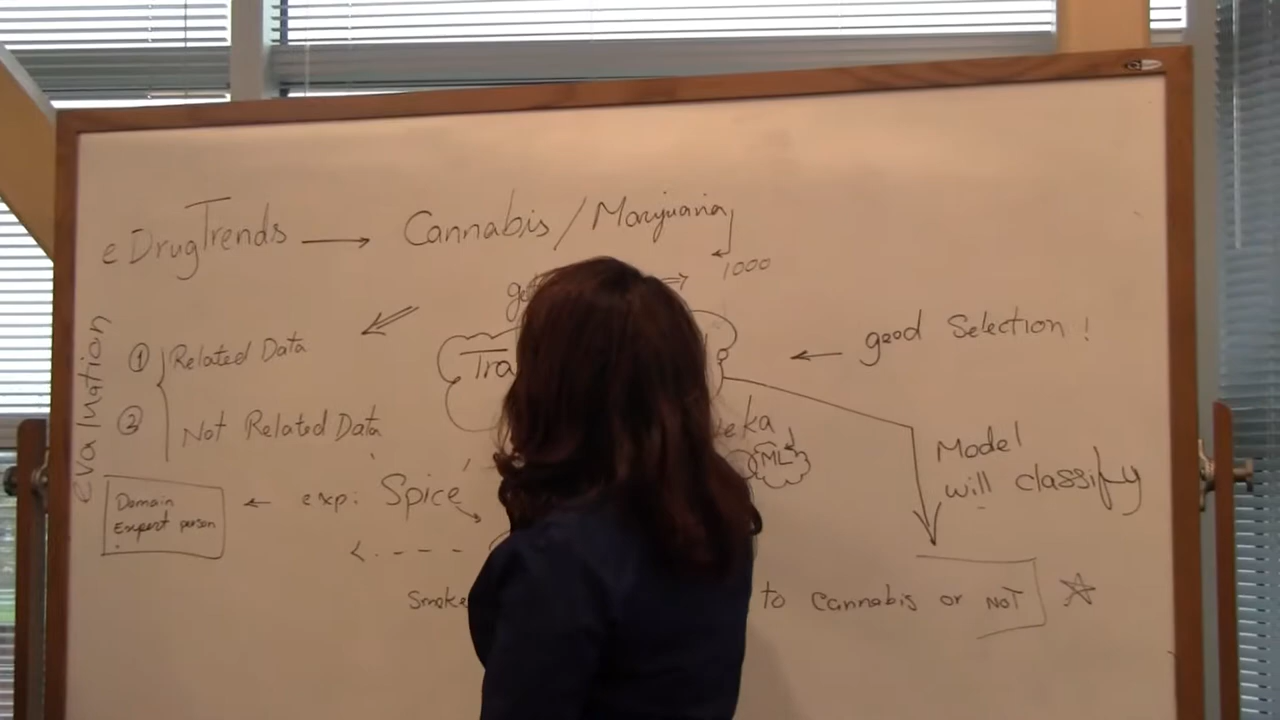 eDrugTrends → Cannabis / Marijuana
1000
good Selection !
evaluation
① Related Data
② Not Related Data
ML
Model
will classify
exp: Spice
Domain
Expert person
Smoke
to Cannabis or NOT